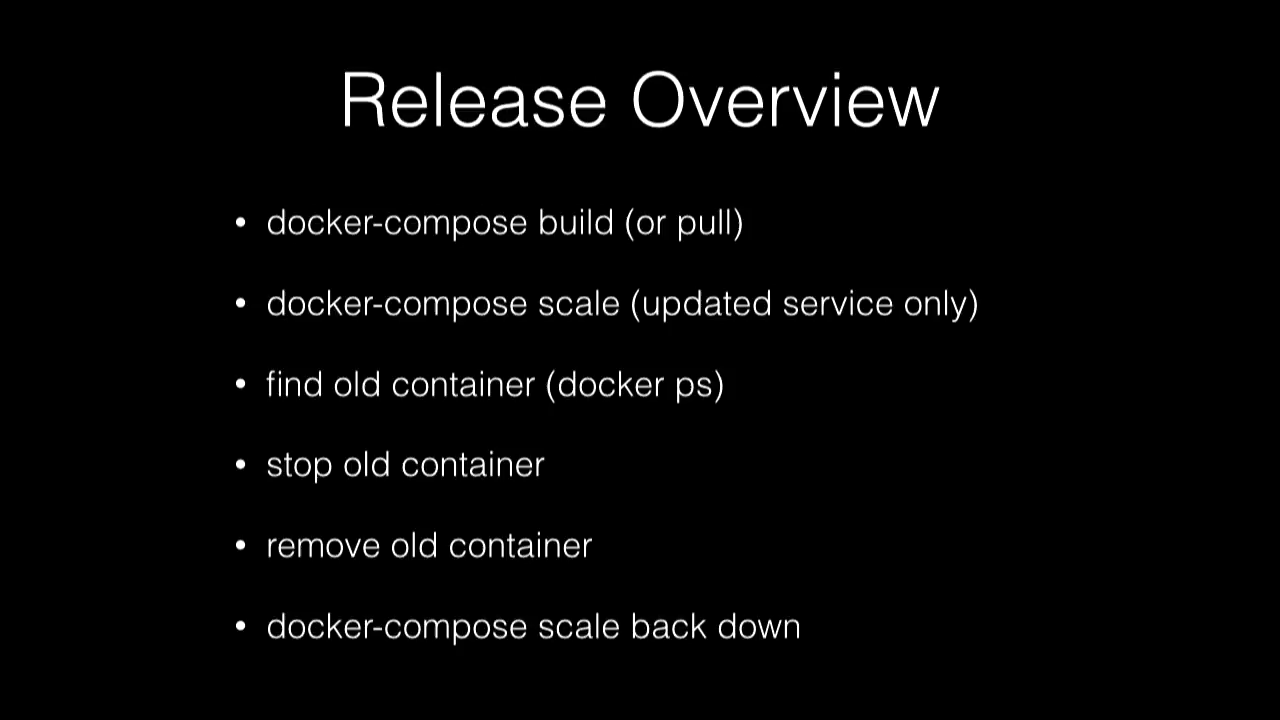 Release Overview
• docker-compose build (or pull)
• docker-compose scale (updated service only)
• find old container (docker ps)
• stop old container
• remove old container
• docker-compose scale back down